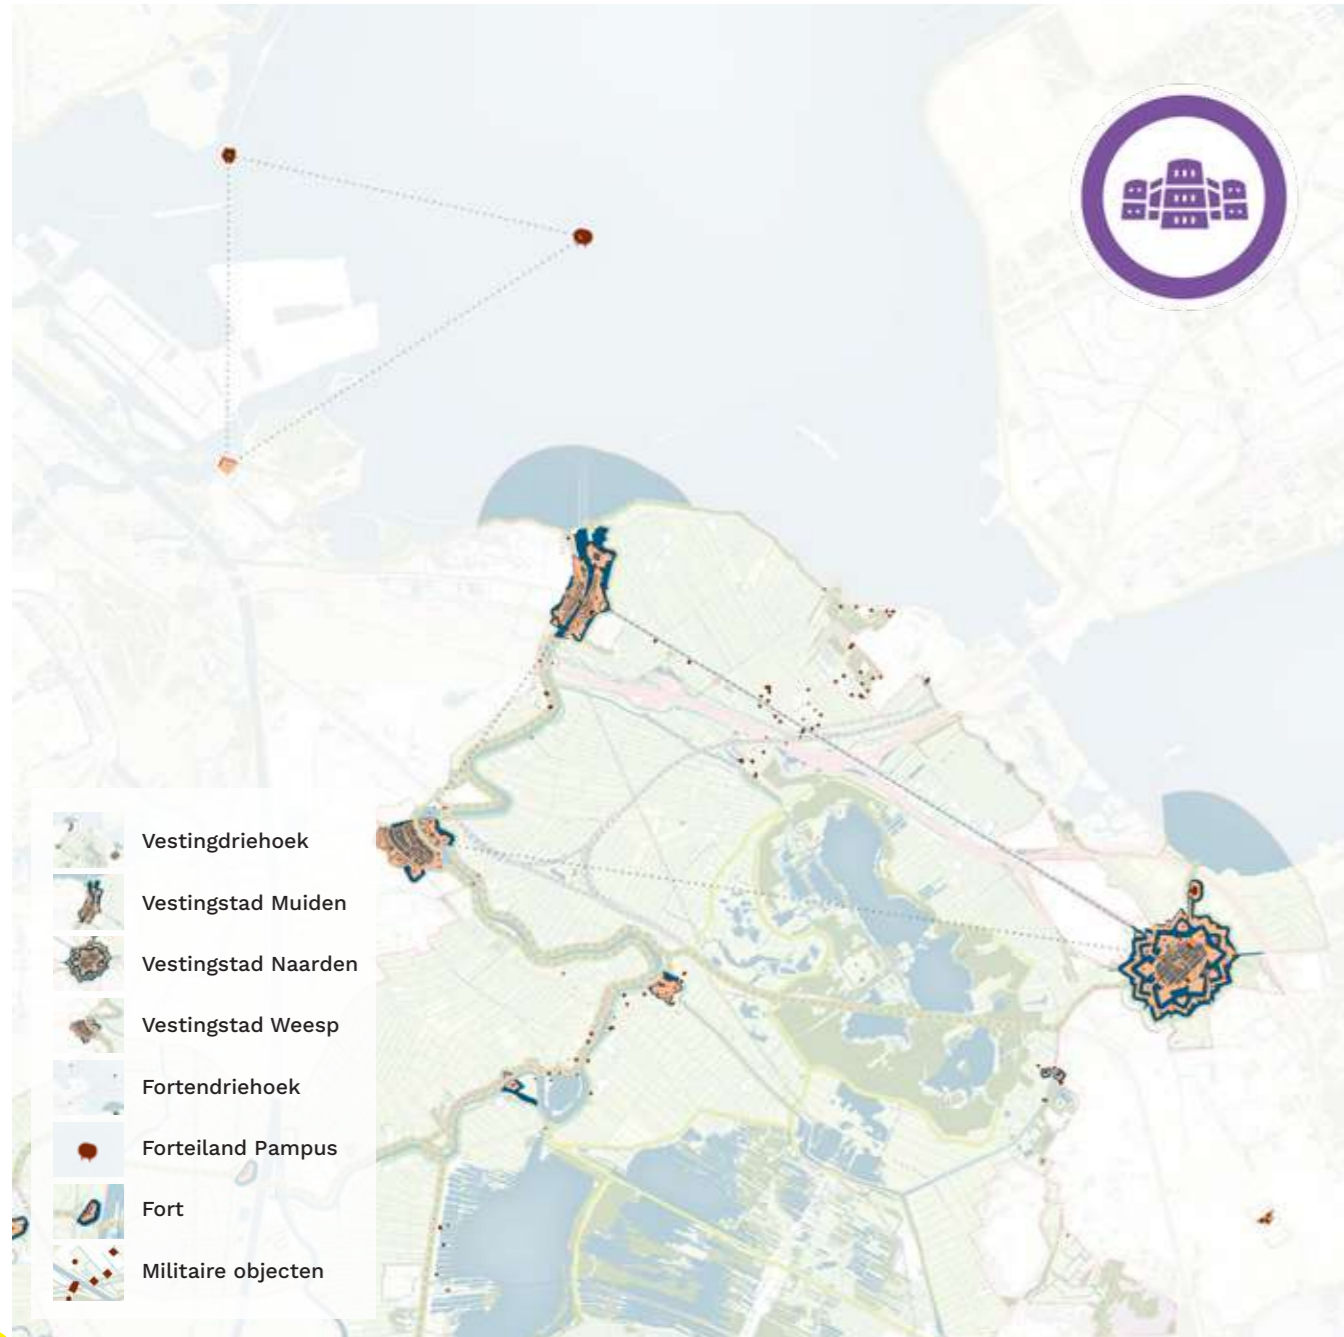 Vestingdriehoek
Vestingstad Muiden
Vestingstad Naarden
Vestingstad Weesp
Fortendriehoek
Forteiland Pampus
Fort
Militaire objecten